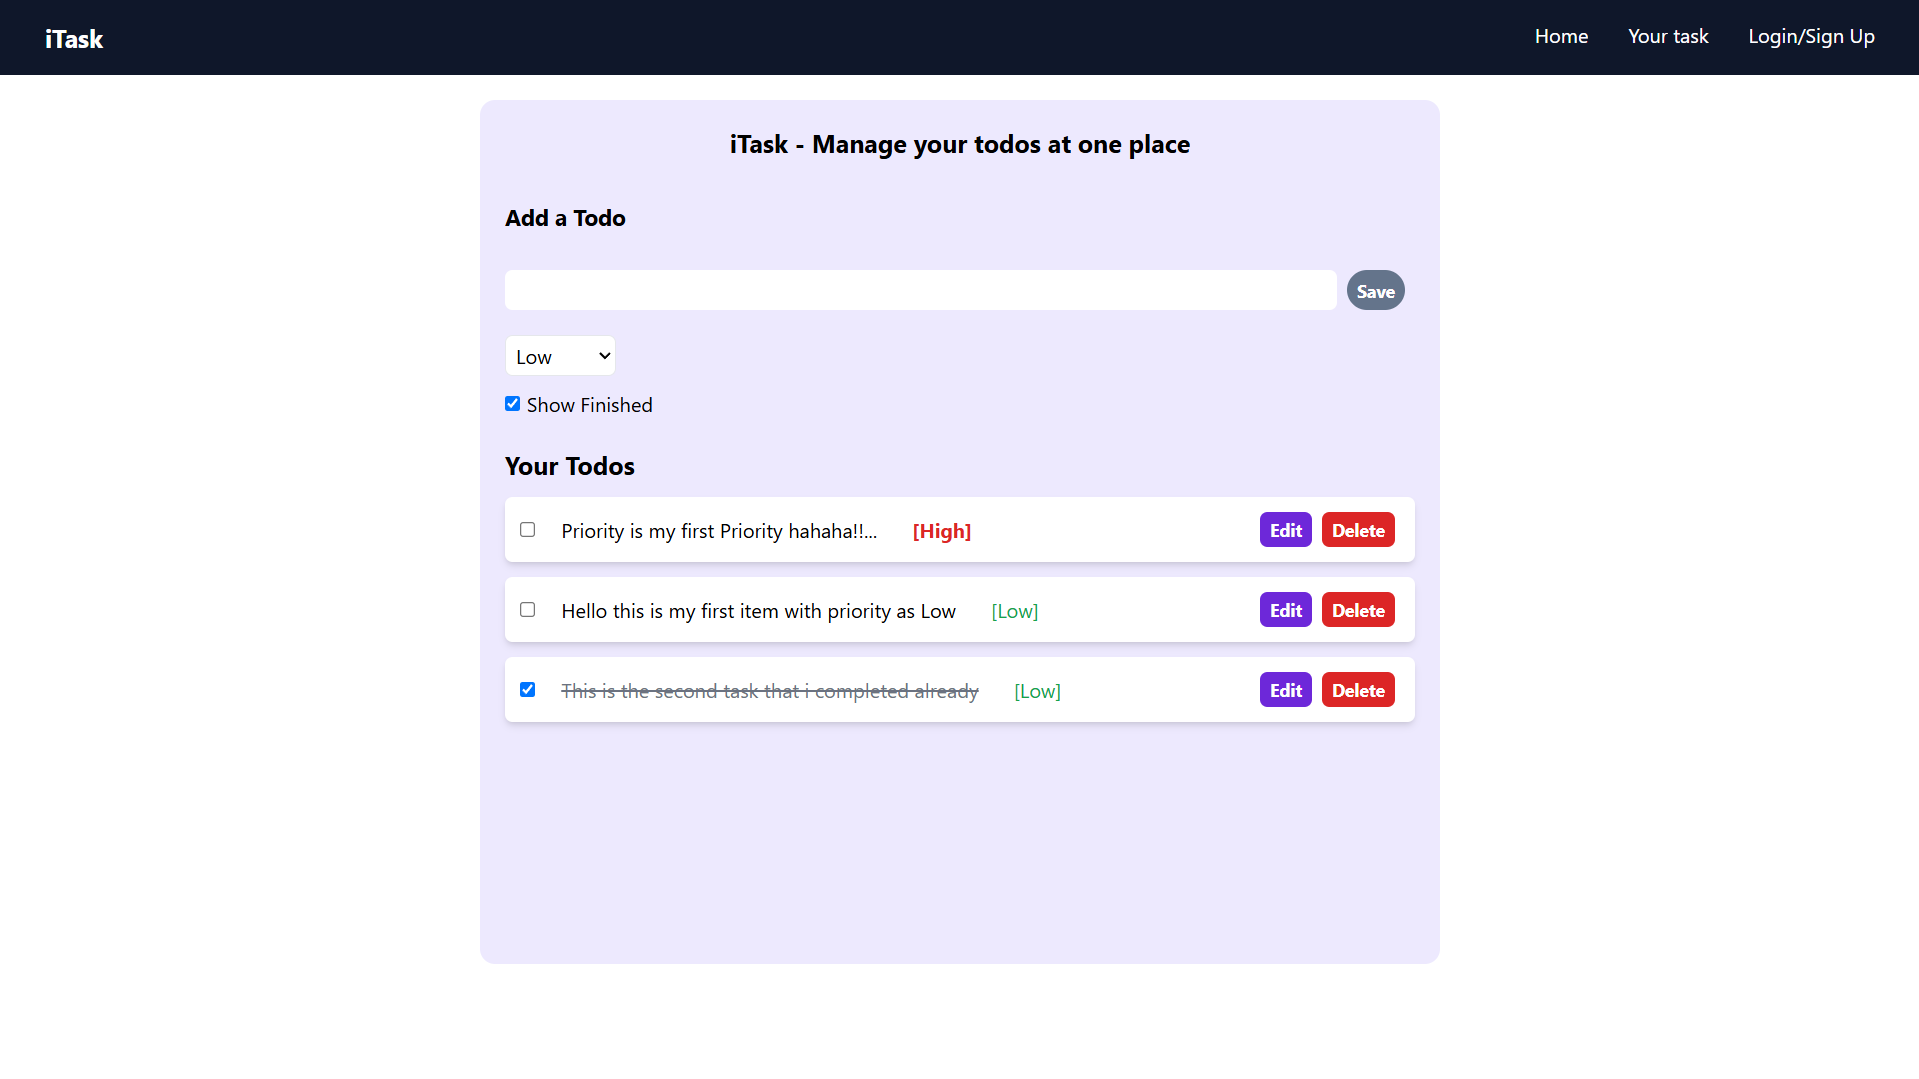 iTask Home Your task Login/Sign Up
iTask - Manage your todos at one place
Add a Todo
Save
Low
Show Finished
Your Todos
Priority is my first Priority hahaha!!... [High] Edit Delete
Hello this is my first item with priority as Low [Low] Edit Delete
This is the second task that i completed already [Low] Edit Delete